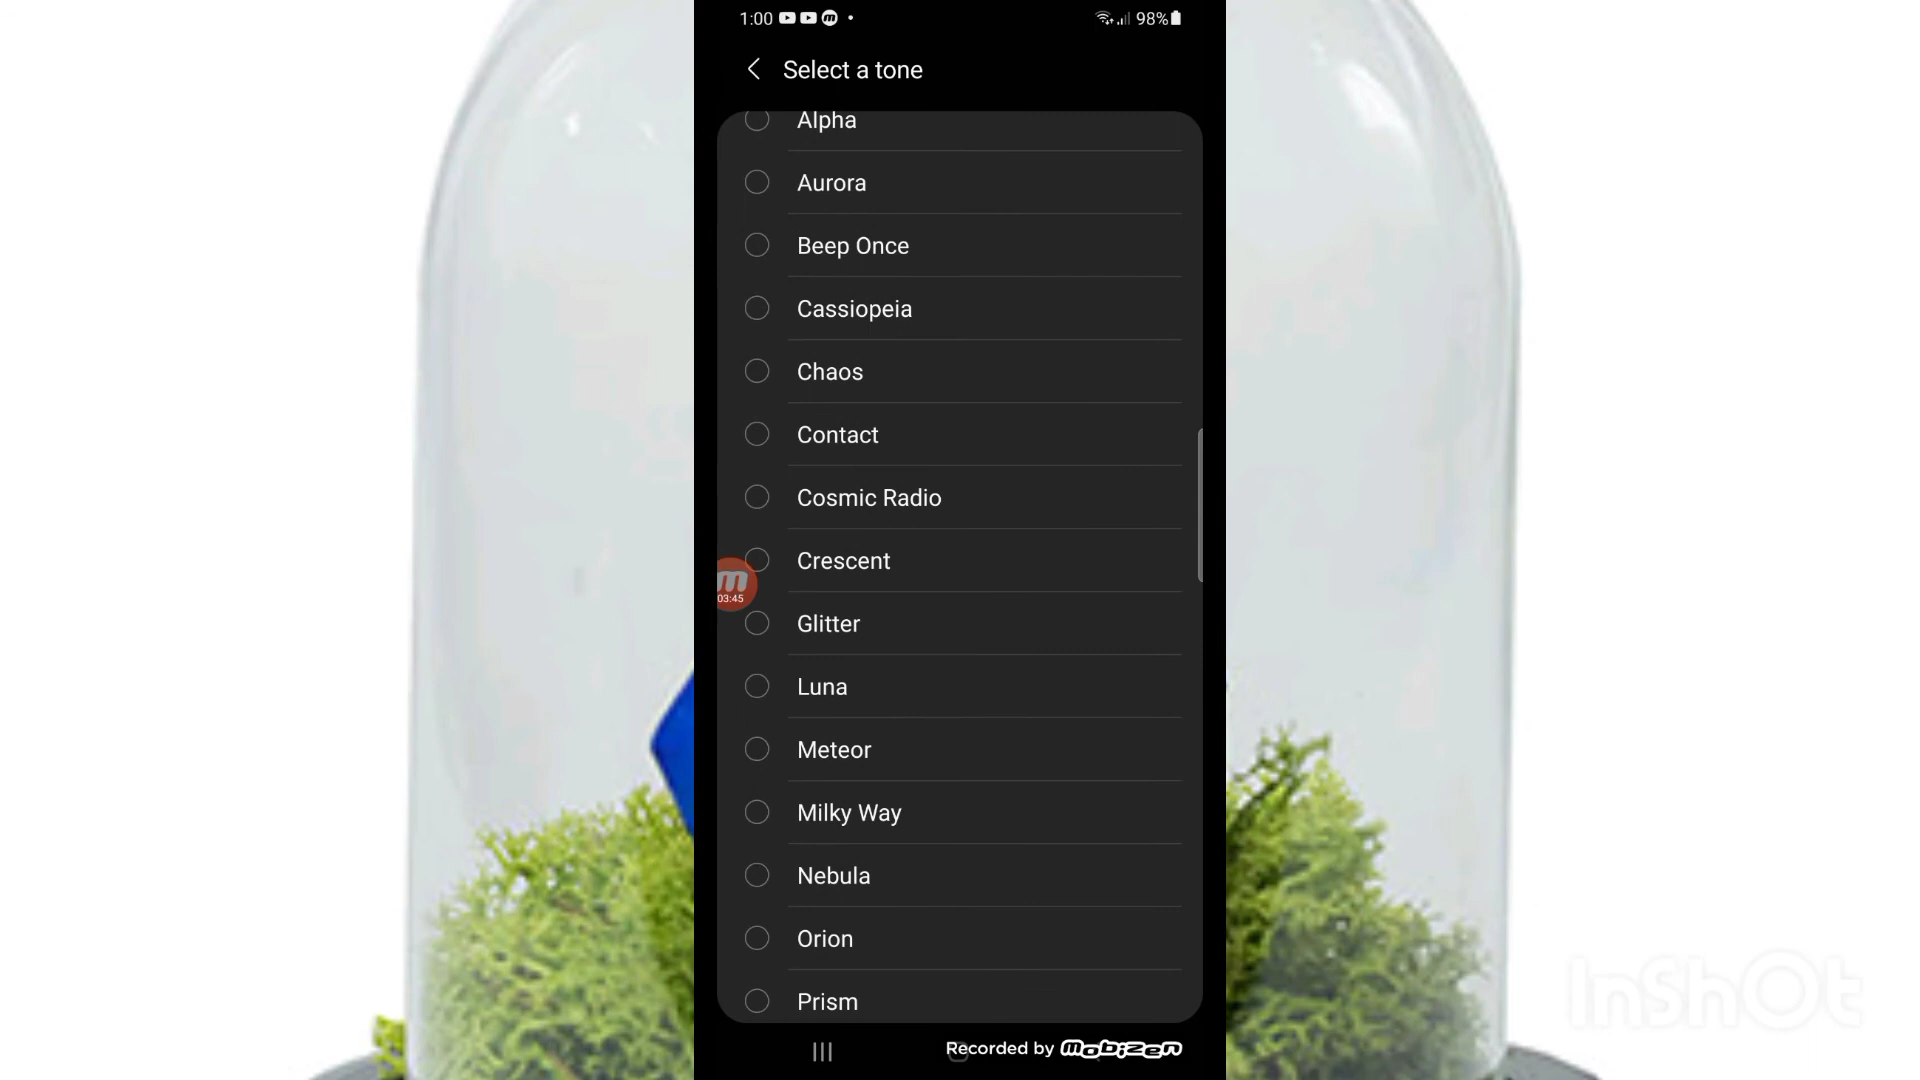 1:00
98%
Select a tone
Alpha
Aurora
Beep Once
Cassiopeia
Chaos
Contact
Cosmic Radio
Crescent
m
03:45
Glitter
Luna
Meteor
Milky Way
Nebula
Orion
Prism
Recorded by mobizen
InShOt